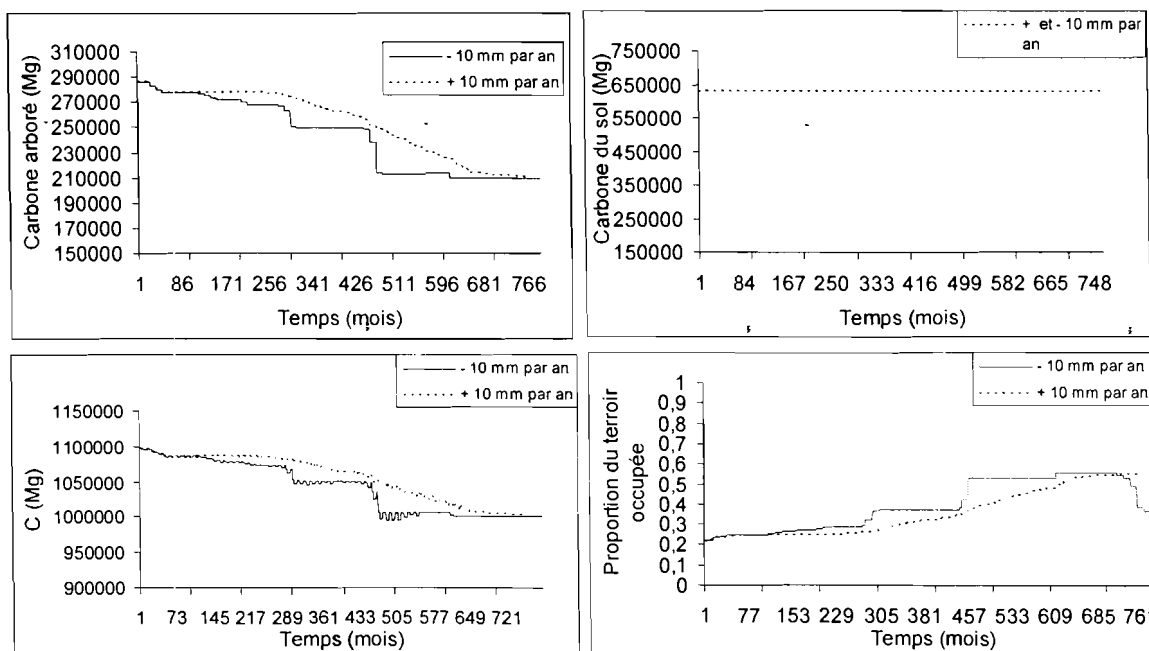 310000
290000
270000
250000
230000
210000
190000
170000
150000
Carbone arboré (Mg)
- 10 mm par an
+ 10 mm par an
1 86 171 256 341 426 511 596 681 766
Temps (mois)
750000
650000
550000
450000
350000
250000
150000
Carbone du sol (Mg)
+ et - 10 mm par
an
1 84 167 250 333 416 499 582 665 748
Temps (mois)
1150000
1100000
1050000
1000000
950000
900000
C (Mg)
- 10 mm par an
+ 10 mm par an
1 73 145 217 289 361 433 505 577 649 721
Temps (mois)
1
0,9
0,8
0,7
0,6
0,5
0,4
0,3
0,2
0,1
0
Proportion du terroir
occupée
- 10 mm par an
+ 10 mm par an
1 77 153 229 305 381 457 533 609 685 761
Temps (mois)